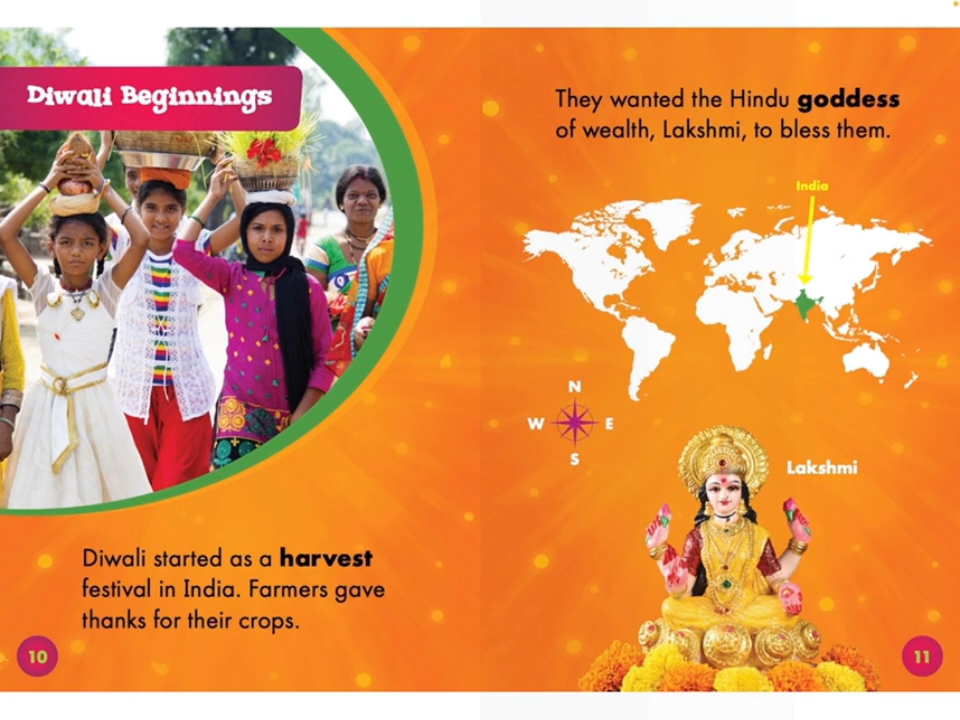 Diwali Beginnings
Diwali started as a harvest
festival in India. Farmers gave
thanks for their crops.
10
They wanted the Hindu goddess
of wealth, Lakshmi, to bless them.
India
N
W E
S
Lakshmi
11